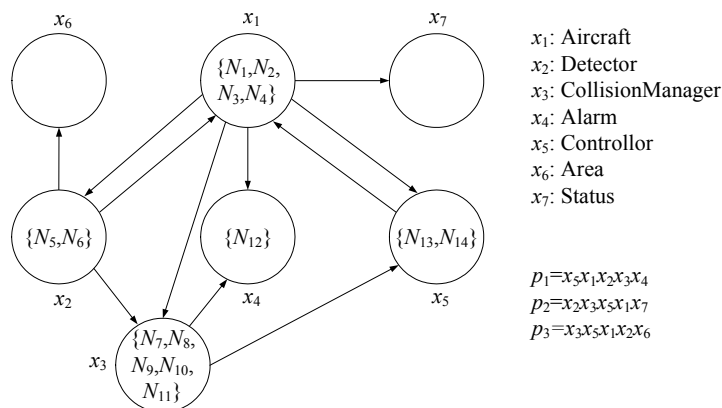 x6
x1
x7
{N1,N2,
N3,N4}
x1: Aircraft
x2: Detector
x3: CollisionManager
x4: Alarm
x5: Controllor
x6: Area
x7: Status
{N5,N6}
{N12}
{N13,N14}
x2
x4
x5
p1=x5x1x2x3x4
p2=x2x3x5x1x7
p3=x3x5x1x2x6
x3
{N7,N8,
N9,N10,
N11}